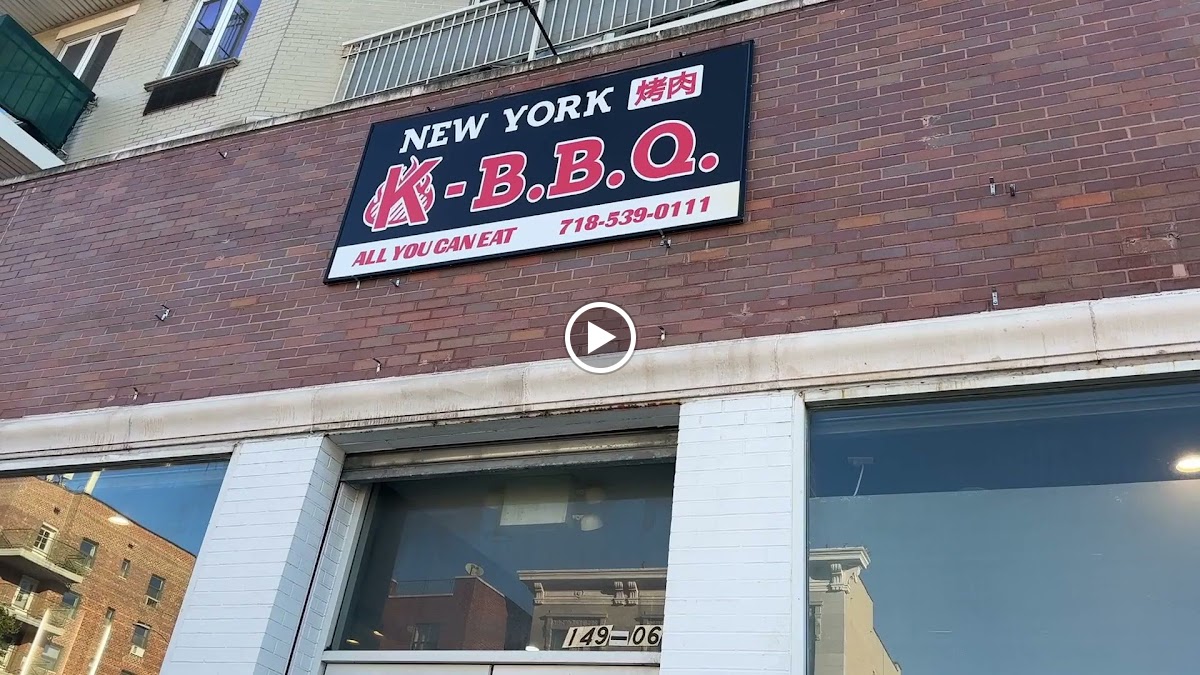 NEW YORK 烤肉
K-B.B.Q.
ALL YOU CAN EAT 718-539-0111
149-06